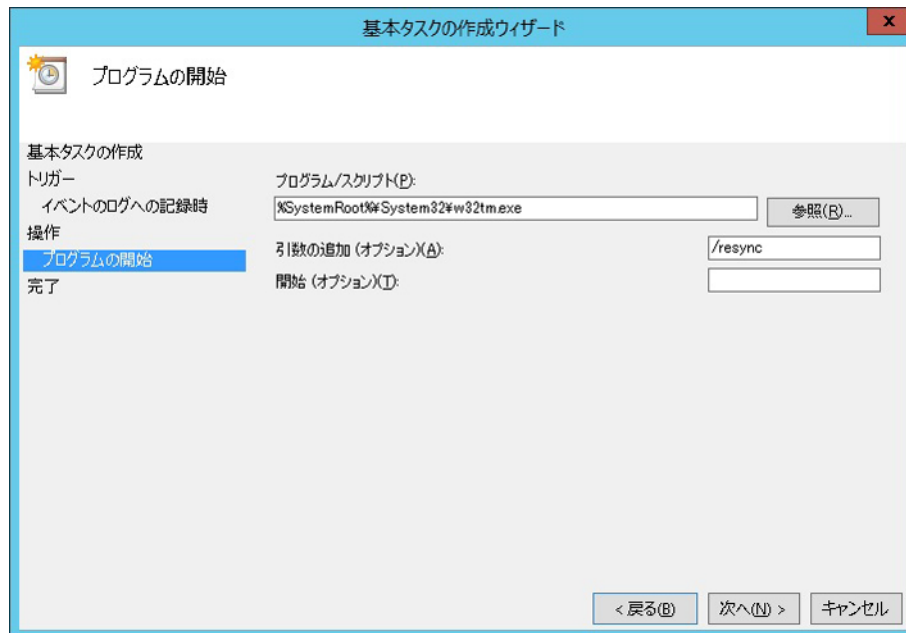 基本タスクの作成ウィザード
x
プログラムの開始
基本タスクの作成
トリガー
イベントのログへの記録時
操作
プログラムの開始
完了
プログラム/スクリプト(P):
%SystemRoot%¥System32¥w32tm.exe
参照(R)...
引数の追加 (オプション)(A):
/resync
開始 (オプション)(T):
< 戻る(B)
次へ(N) >
キャンセル